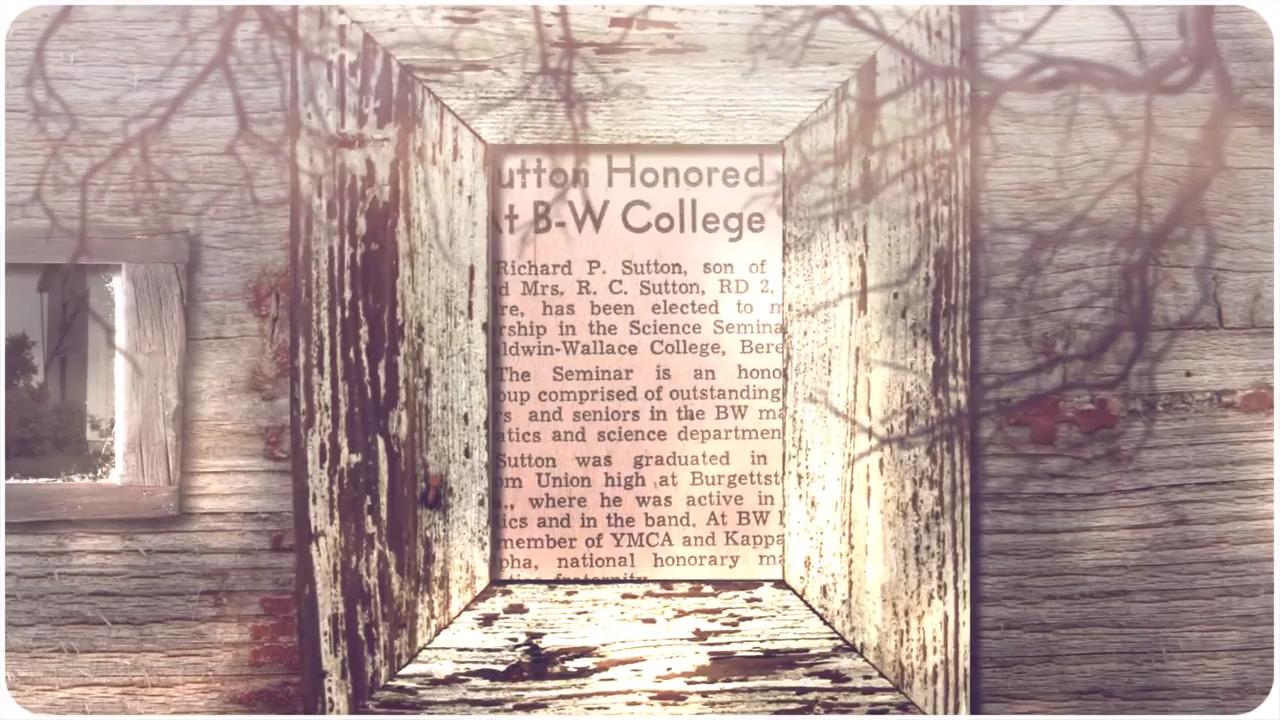 utton Honored
At B-W College
Richard P. Sutton, son of
d Mrs. R. C. Sutton, RD 2,
re, has been elected to m
rship in the Science Semina
ldwin-Wallace College, Bere
The Seminar is an hono
oup comprised of outstanding
rs and seniors in the BW ma
atics and science departmen
Sutton was graduated in
om Union high at Burgettst
a., where he was active in
ics and in the band. At BW
member of YMCA and Kappa
pha, national honorary ma
fraternity